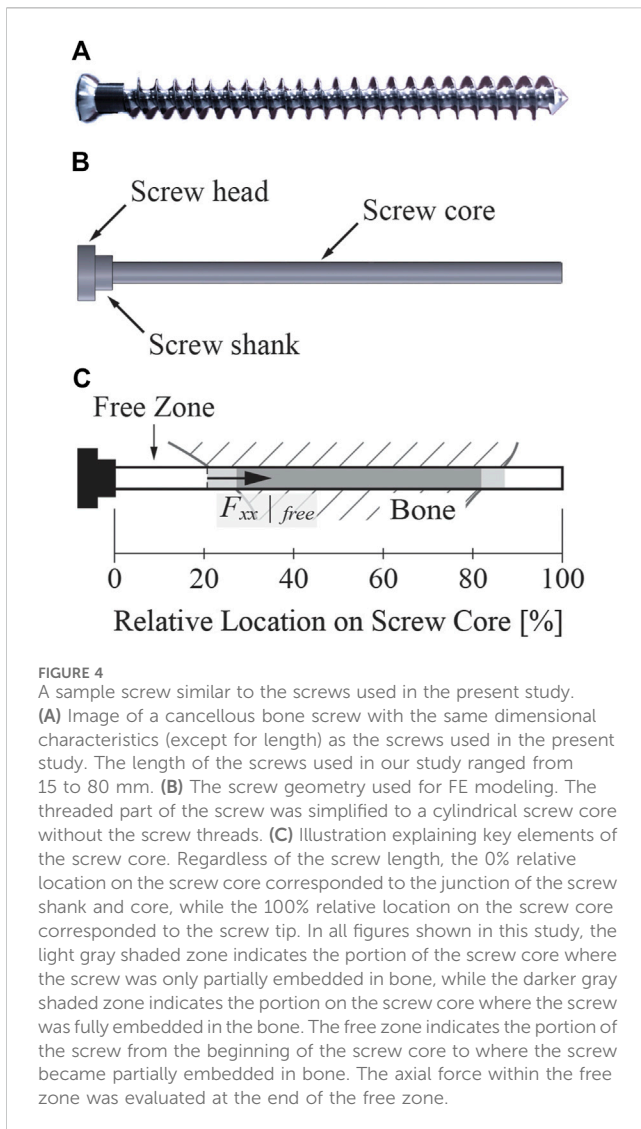 A
B
Screw head
Screw core
Screw shank
C
Free Zone
Fxx | free
Bone
0 20 40 60 80 100
Relative Location on Screw Core [%]
FIGURE 4
A sample screw similar to the screws used in the present study.
(A) Image of a cancellous bone screw with the same dimensional
characteristics (except for length) as the screws used in the present
study. The length of the screws used in our study ranged from
15 to 80 mm. (B) The screw geometry used for FE modeling. The
threaded part of the screw was simplified to a cylindrical screw core
without the screw threads. (C) Illustration explaining key elements of
the screw core. Regardless of the screw length, the 0% relative
location on the screw core corresponded to the junction of the screw
shank and core, while the 100% relative location on the screw core
corresponded to the screw tip. In all figures shown in this study, the
light gray shaded zone indicates the portion of the screw core where
the screw was only partially embedded in bone, while the darker gray
shaded zone indicates the portion on the screw core where the screw
was fully embedded in the bone. The free zone indicates the portion of
the screw from the beginning of the screw core to where the screw
became partially embedded in bone. The axial force within the free
zone was evaluated at the end of the free zone.